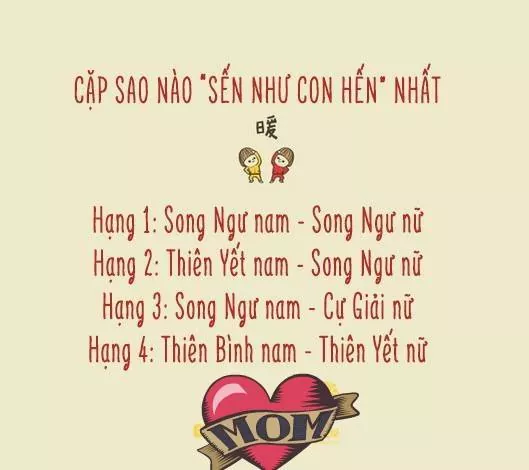 CẶP SAO NÀO "SẾN NHƯ CON HẾN" NHẤT
暖
Hạng 1: Song Ngư nam - Song Ngư nữ
Hạng 2: Thiên Yết nam - Song Ngư nữ
Hạng 3: Song Ngư nam - Cự Giải nữ
Hạng 4: Thiên Bình nam - Thiên Yết nữ
MOM